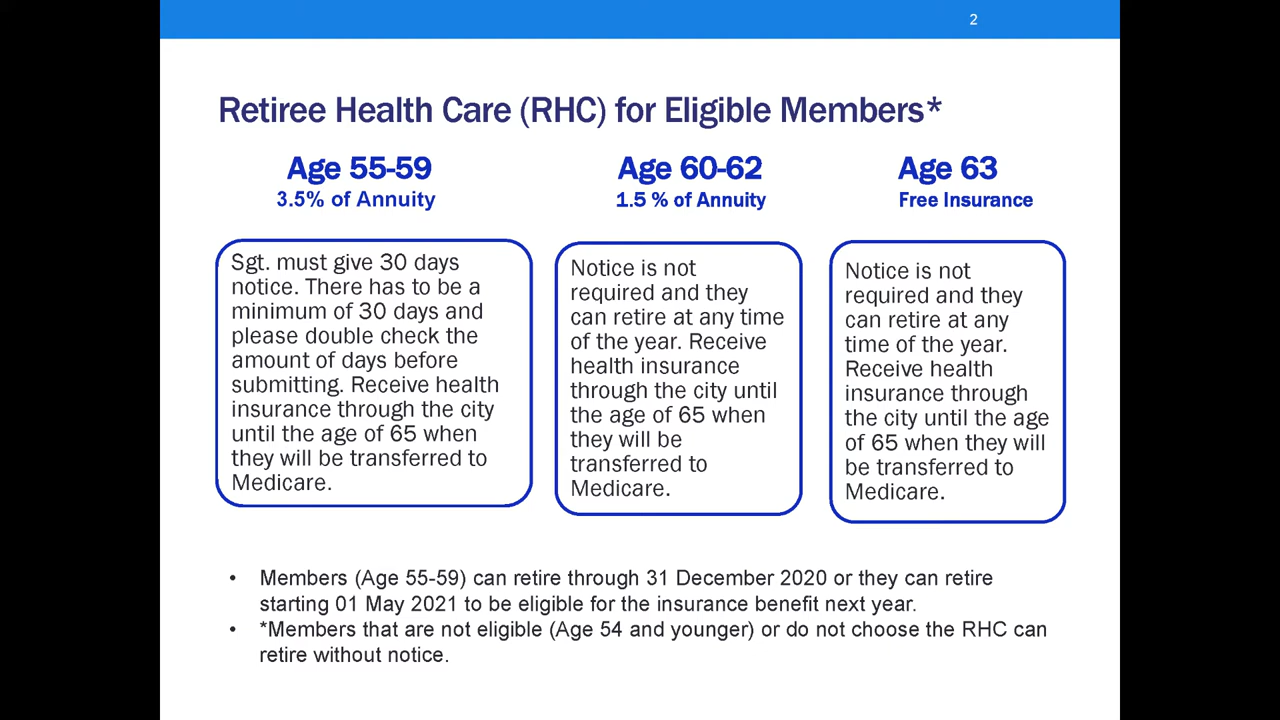 2
Retiree Health Care (RHC) for Eligible Members*
Age 55-59
3.5% of Annuity
Sgt. must give 30 days
notice. There has to be a
minimum of 30 days and
please double check the
amount of days before
submitting. Receive health
insurance through the city
until the age of 65 when
they will be transferred to
Medicare.
Age 60-62
1.5 % of Annuity
Notice is not
required and they
can retire at any time
of the year. Receive
health insurance
through the city until
the age of 65 when
they will be
transferred to
Medicare.
Age 63
Free Insurance
Notice is not
required and they
can retire at any
time of the year.
Receive health
insurance through
the city until the age
of 65 when they will
be transferred to
Medicare.
• Members (Age 55-59) can retire through 31 December 2020 or they can retire
starting 01 May 2021 to be eligible for the insurance benefit next year.
• *Members that are not eligible (Age 54 and younger) or do not choose the RHC can
retire without notice.